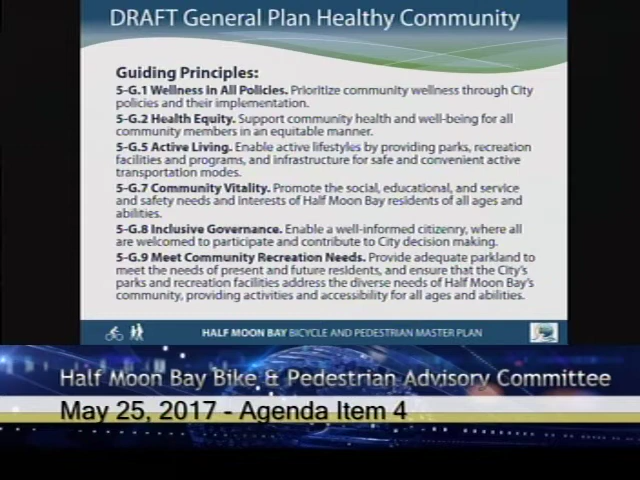 DRAFT General Plan Healthy Community
Guiding Principles:
5-G.1 Wellness in All Policies. Prioritize community wellness through City
policies and their implementation.
5-G.2 Health Equity. Support community health and well-being for all
community members in an equitable manner.
5-G.5 Active Living. Enable active lifestyles by providing parks, recreation
facilities and programs, and infrastructure for safe and convenient active
transportation modes.
5-G.7 Community Vitality. Promote the social, educational, and service
and safety needs and interests of Half Moon Bay residents of all ages and
abilities.
5-G.8 Inclusive Governance. Enable a well-informed citizenry, where all
are welcomed to participate and contribute to City decision making.
5-G.9 Meet Community Recreation Needs. Provide adequate parkland to
meet the needs of present and future residents, and ensure that the City's
parks and recreation facilities address the diverse needs of Half Moon Bay's
community, providing activities and accessibility for all ages and abilities.
HALF MOON BAY BICYCLE AND PEDESTRIAN MASTER PLAN
Half Moon Bay Bike & Pedestrian Advisory Committee
May 25, 2017 - Agenda Item 4